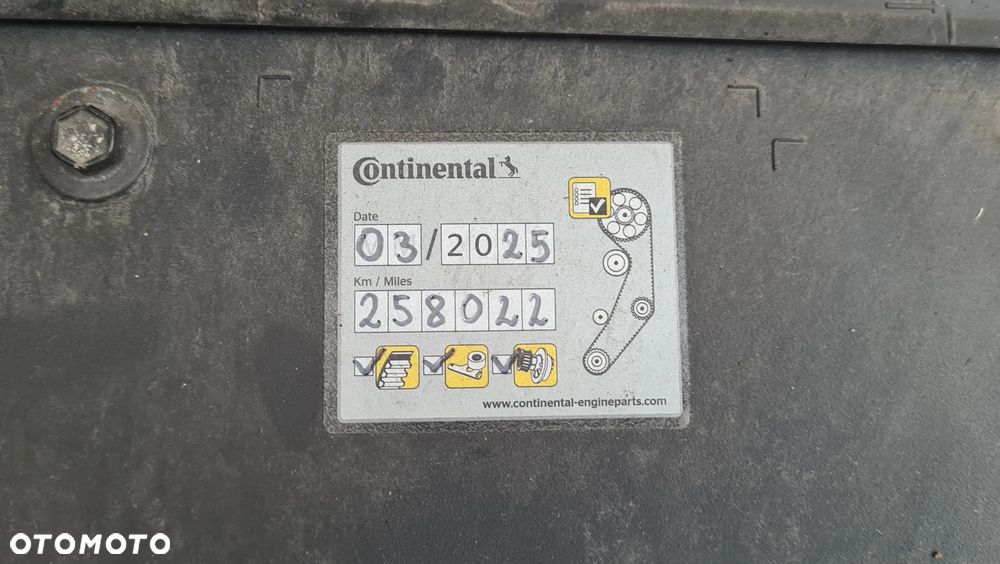 Continental
Date
03/2025
Km / Miles
258022
www.continental-engineparts.com
OTOMOTO